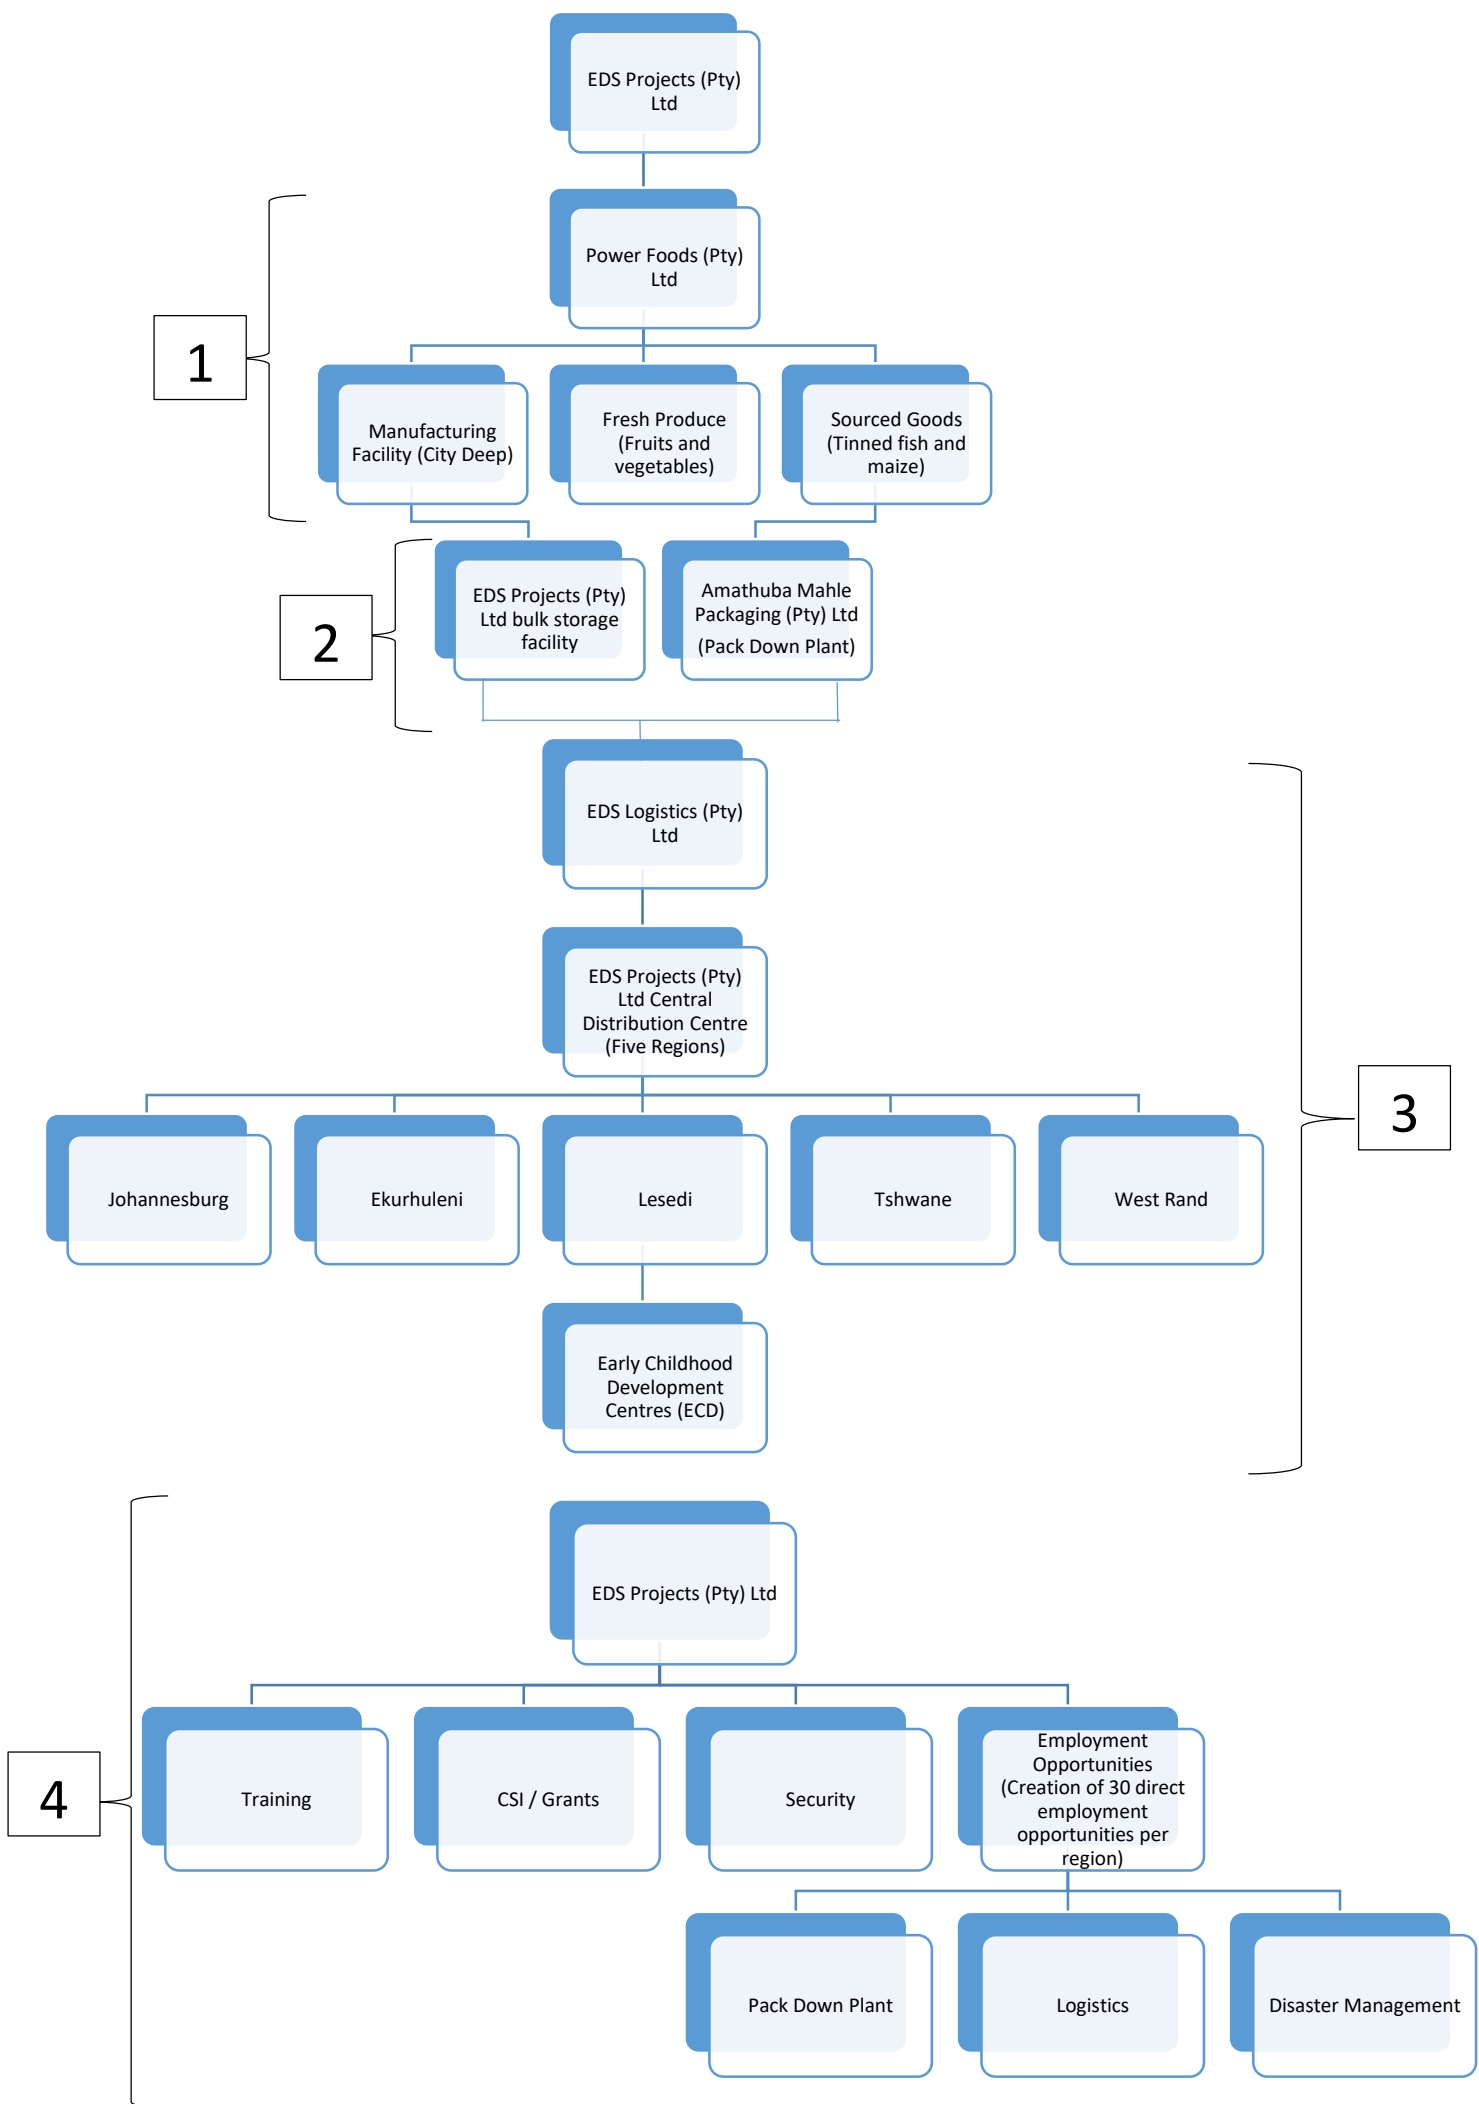 EDS Projects (Pty)
Ltd
Power Foods (Pty)
Ltd
1
Manufacturing
Facility (City Deep)
Fresh Produce
(Fruits and
vegetables)
Sourced Goods
(Tinned fish and
maize)
2
EDS Projects (Pty)
Ltd bulk storage
facility
Amathuba Mahle
Packaging (Pty) Ltd
(Pack Down Plant)
EDS Logistics (Pty)
Ltd
EDS Projects (Pty)
Ltd Central
Distribution Centre
(Five Regions)
3
Johannesburg
Ekurhuleni
Lesedi
Tshwane
West Rand
Early Childhood
Development
Centres (ECD)
EDS Projects (Pty) Ltd
4
Training
CSI / Grants
Security
Employment
Opportunities
(Creation of 30 direct
employment
opportunities per
region)
Pack Down Plant
Logistics
Disaster Management